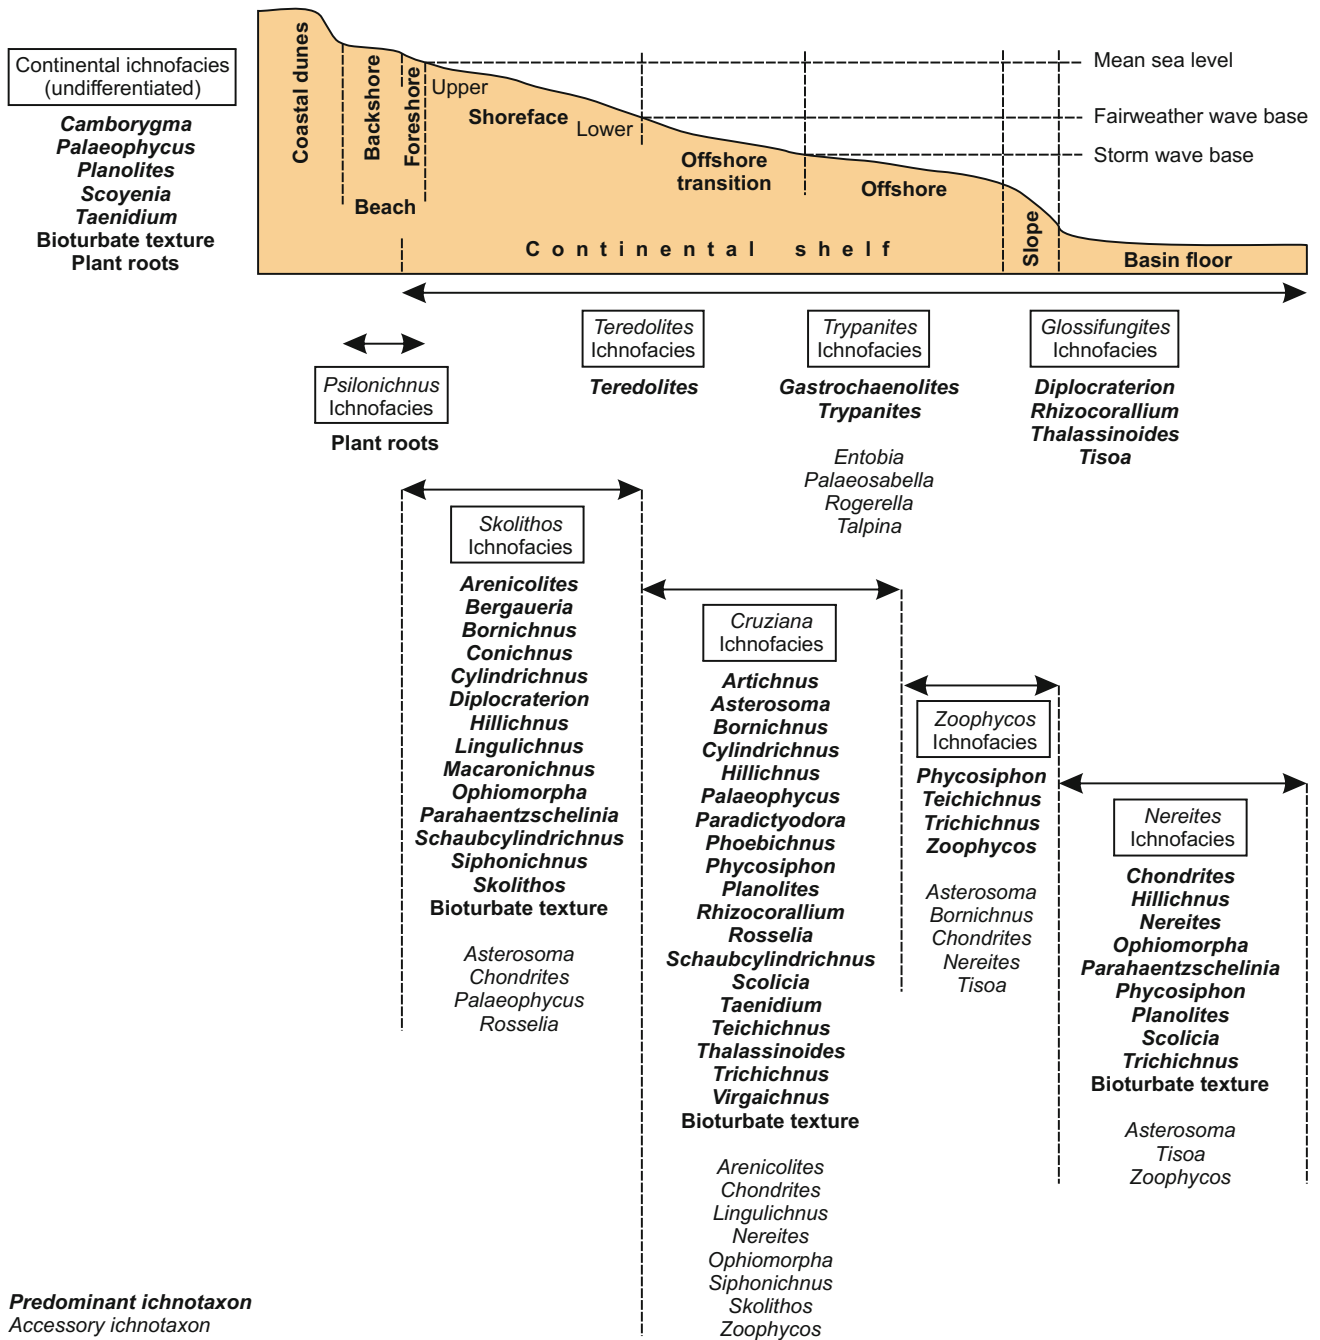 Continental ichnofacies
(undifferentiated)
Camborygma
Palaeophycus
Planolites
Scoyenia
Taenidium
Bioturbate texture
Plant roots
Coastal dunes
Backshore
Foreshore
Beach
Upper
Shoreface
Lower
Offshore
transition
Offshore
Continental shelf
Slope
Basin floor
Mean sea level
Fairweather wave base
Storm wave base
Psilonichnus
Ichnofacies
Plant roots
Teredolites
Ichnofacies
Teredolites
Trypanites
Ichnofacies
Gastrochaenolites
Trypanites
Entobia
Palaeosabella
Rogerella
Talpina
Glossifungites
Ichnofacies
Diplocraterion
Rhizocorallium
Thalassinoides
Tisoa
Skolithos
Ichnofacies
Arenicolites
Bergaueria
Bornichnus
Conichnus
Cylindrichnus
Diplocraterion
Hillichnus
Lingulichnus
Macaronichnus
Ophiomorpha
Parahaentzschelinia
Schaubcylindrichnus
Siphonichnus
Skolithos
Bioturbate texture
Asterosoma
Chondrites
Palaeophycus
Rosselia
Cruziana
Ichnofacies
Artichnus
Asterosoma
Bornichnus
Cylindrichnus
Hillichnus
Palaeophycus
Paradictyodora
Phoebichnus
Phycosiphon
Planolites
Rhizocorallium
Rosselia
Schaubcylindrichnus
Scolicia
Taenidium
Teichichnus
Thalassinoides
Trichichnus
Virgaichnus
Bioturbate texture
Arenicolites
Chondrites
Lingulichnus
Nereites
Ophiomorpha
Siphonichnus
Skolithos
Zoophycos
Zoophycos
Ichnofacies
Phycosiphon
Teichichnus
Trichichnus
Zoophycos
Asterosoma
Bornichnus
Chondrites
Nereites
Tisoa
Nereites
Ichnofacies
Chondrites
Hillichnus
Nereites
Ophiomorpha
Parahaentzschelinia
Phycosiphon
Planolites
Scolicia
Trichichnus
Bioturbate texture
Asterosoma
Tisoa
Zoophycos
Predominant ichnotaxon
Accessory ichnotaxon